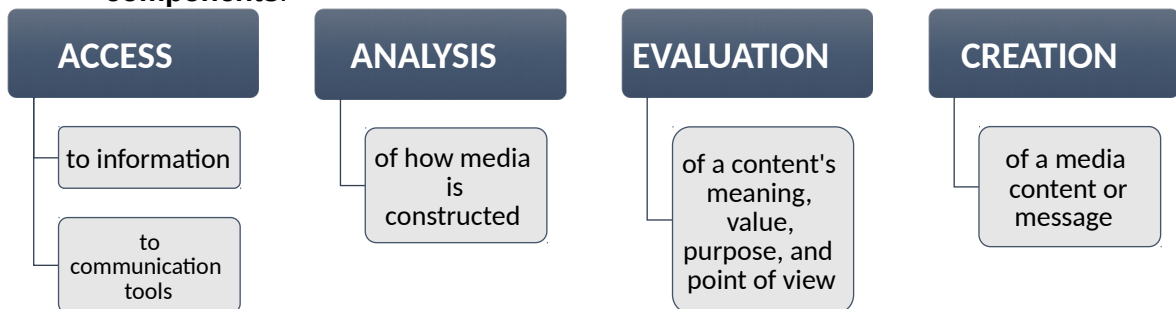 components:
ACCESS
to information
to
communication
tools
ANALYSIS
of how media
is
constructed
EVALUATION
of a content's
meaning,
value,
purpose, and
point of view
CREATION
of a media
content or
message